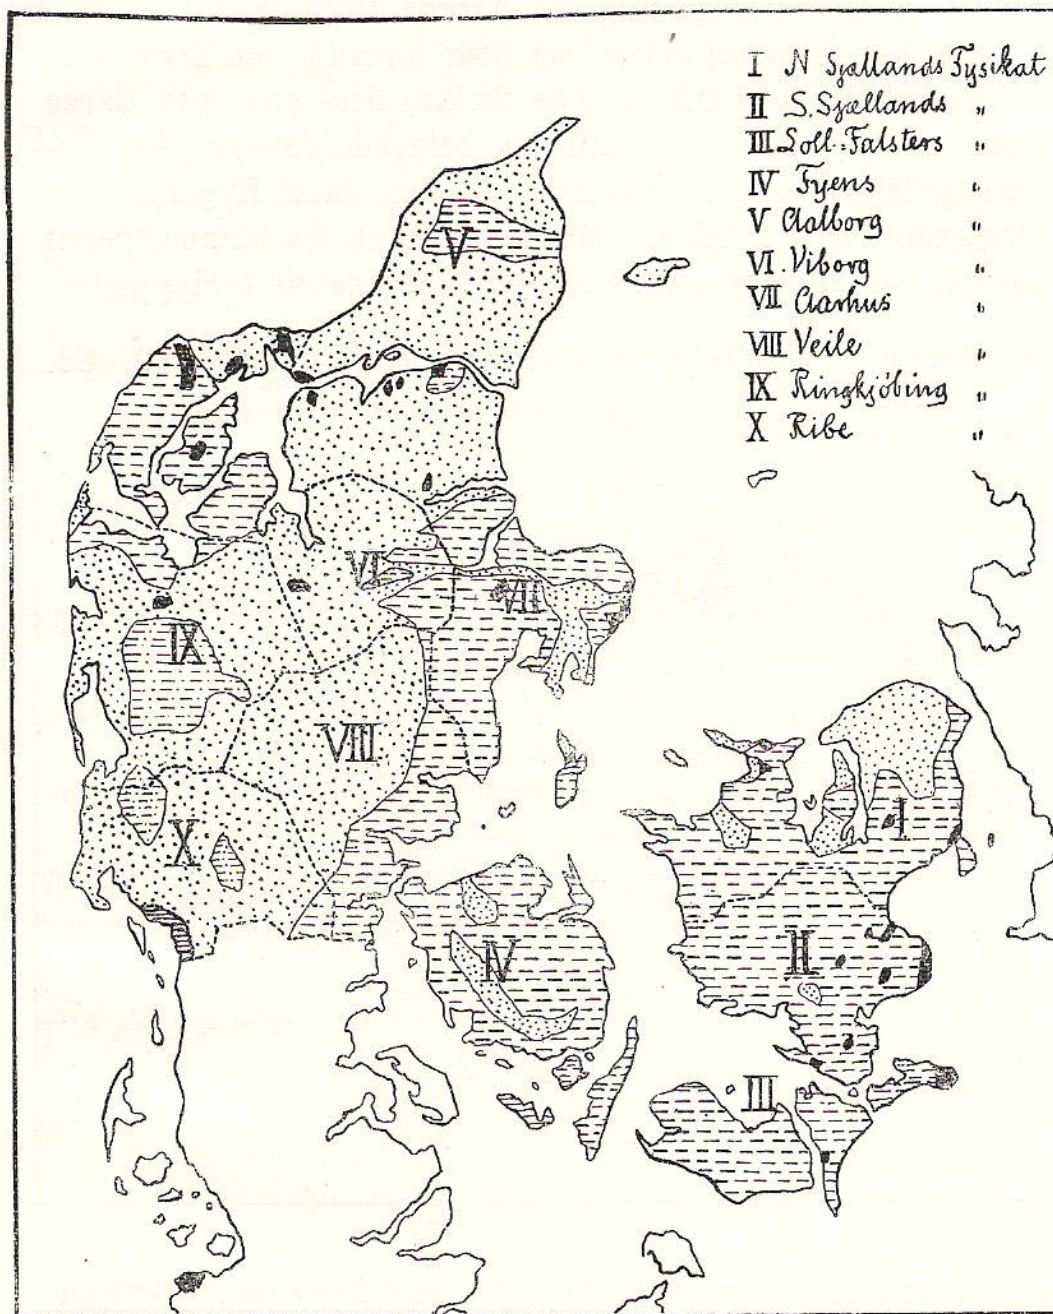 I N Sjællands Fysikat
II S. Sjællands "
III Loll.-Falsters "
IV Fyens "
V Aalborg "
VI. Viborg "
VII Aarhus "
VIII Veile "
IX Ringkjöbing "
X Ribe "
V
VI
VII
IX
VIII
X
I
IV
II
III